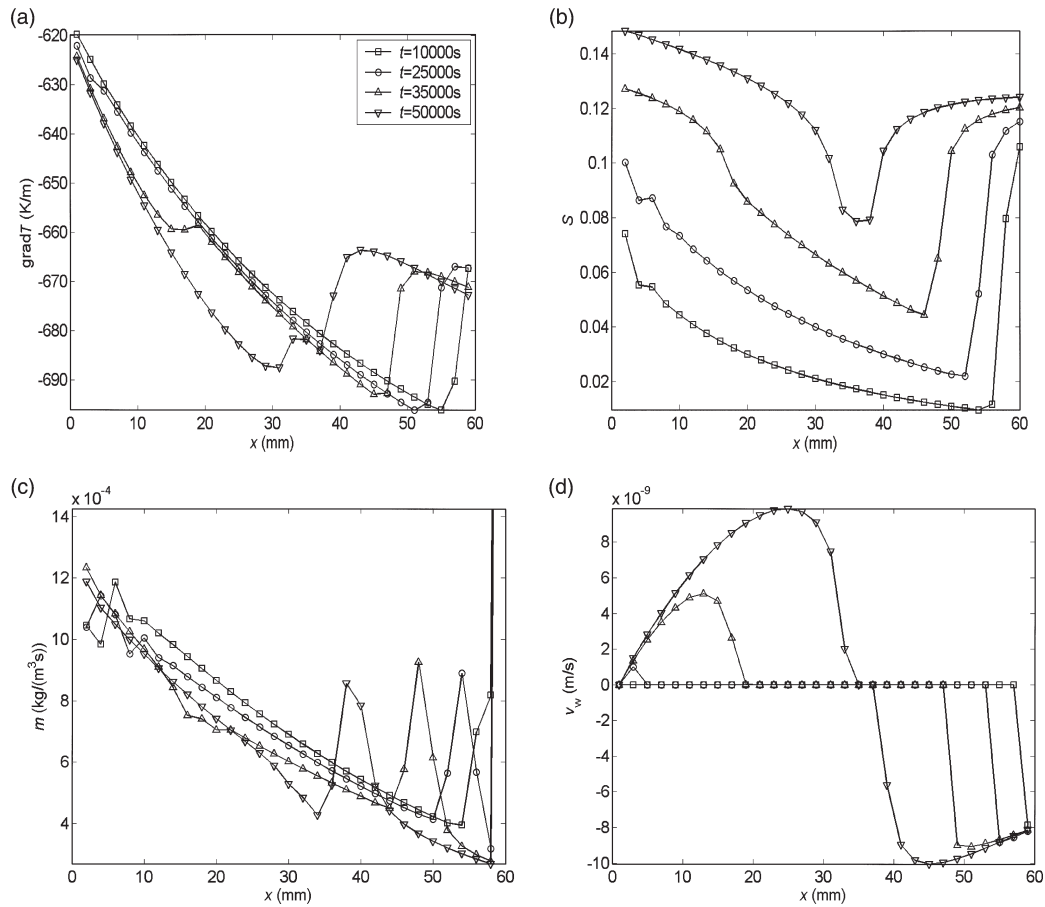 (a)
-620
-630
-640
-650
-660
-670
-680
-690
gradT (K/m)
0 10 20 30 40 50 60
x (mm)
t=10000s
t=25000s
t=35000s
t=50000s
(b)
0.14
0.12
0.1
0.08
0.06
0.04
0.02
S
0 10 20 30 40 50 60
x (mm)
(c)
x 10-4
14
12
10
8
6
4
m (kg/(m3s))
0 10 20 30 40 50 60
x (mm)
(d)
x 10-9
8
6
4
2
0
-2
-4
-6
-8
-10
vw (m/s)
0 10 20 30 40 50 60
x (mm)